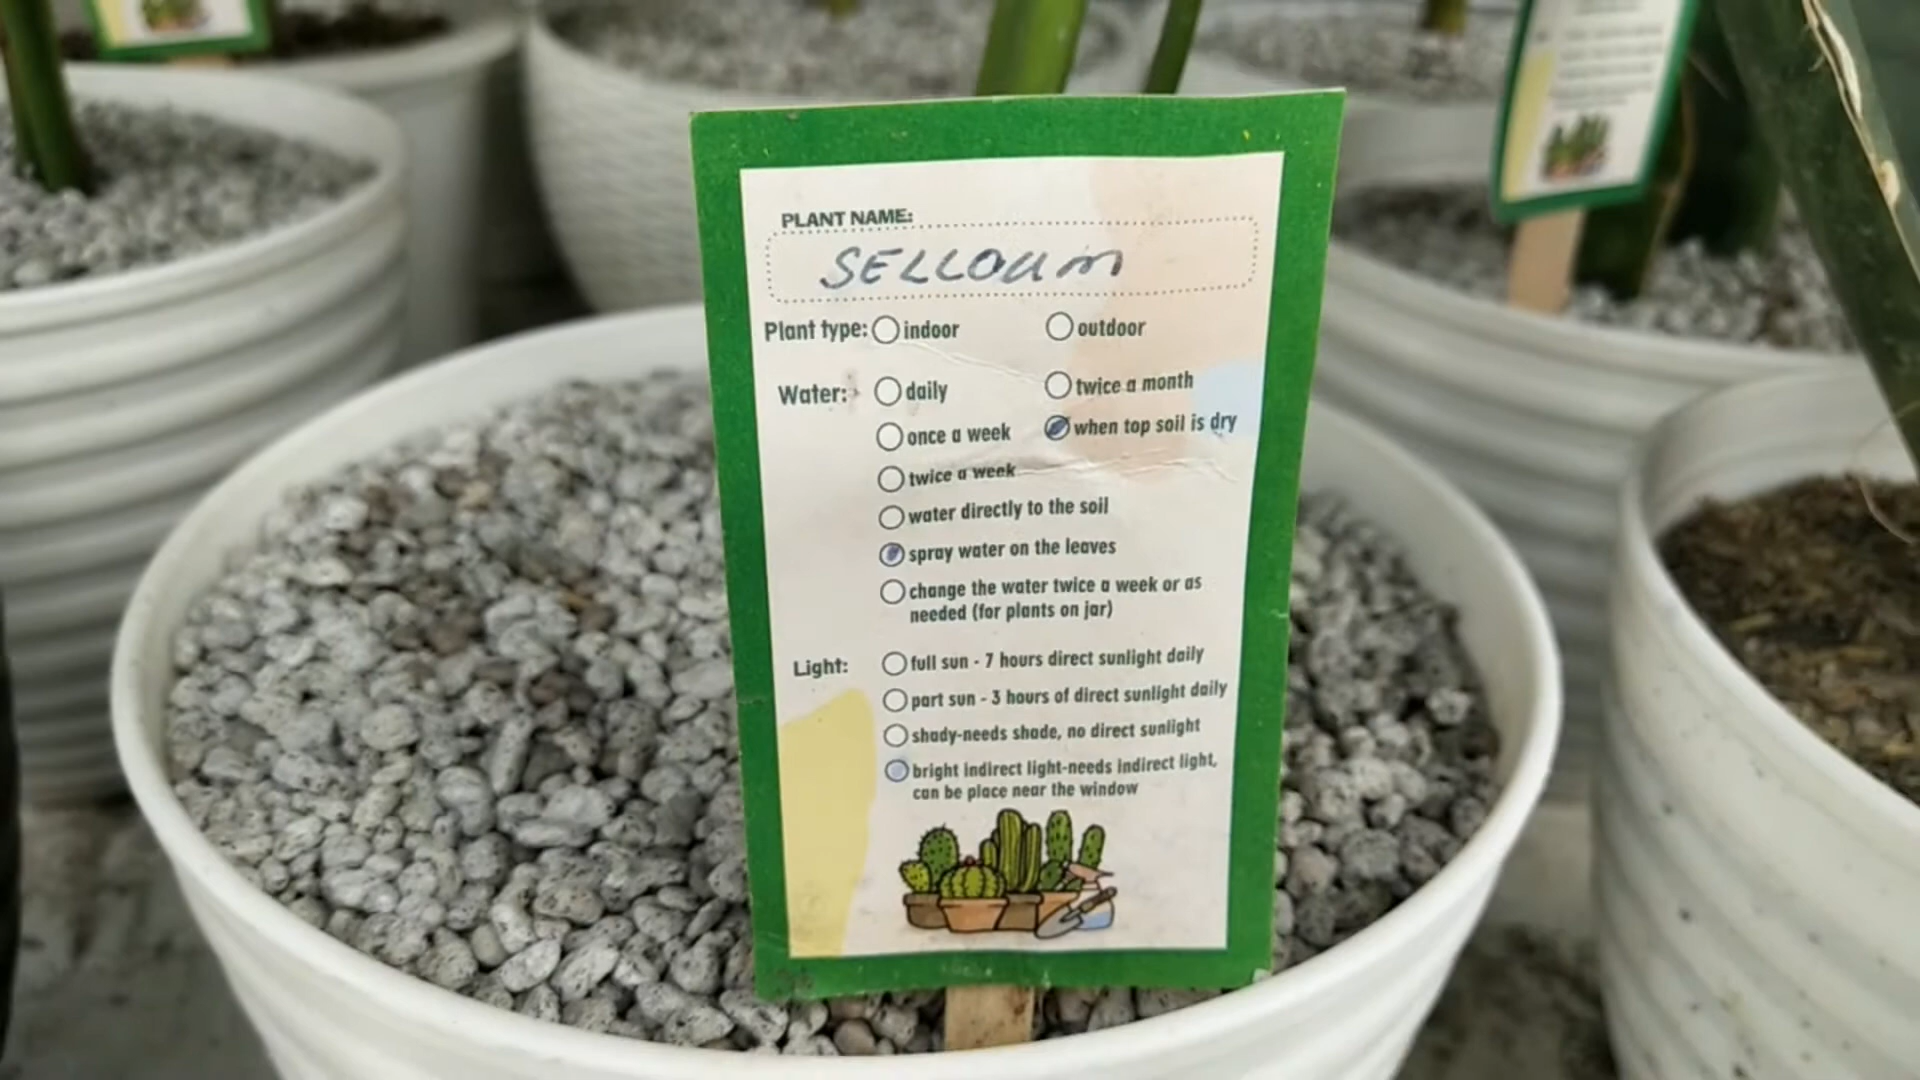 PLANT NAME:
SELLOUM
Plant type: indoor outdoor
Water: daily twice a month
once a week when top soil is dry
twice a week
water directly to the soil
spray water on the leaves
change the water twice a week or as
needed (for plants on jar)
Light: full sun - 7 hours direct sunlight daily
part sun - 3 hours of direct sunlight daily
shady-needs shade, no direct sunlight
bright indirect light-needs indirect light,
can be place near the window